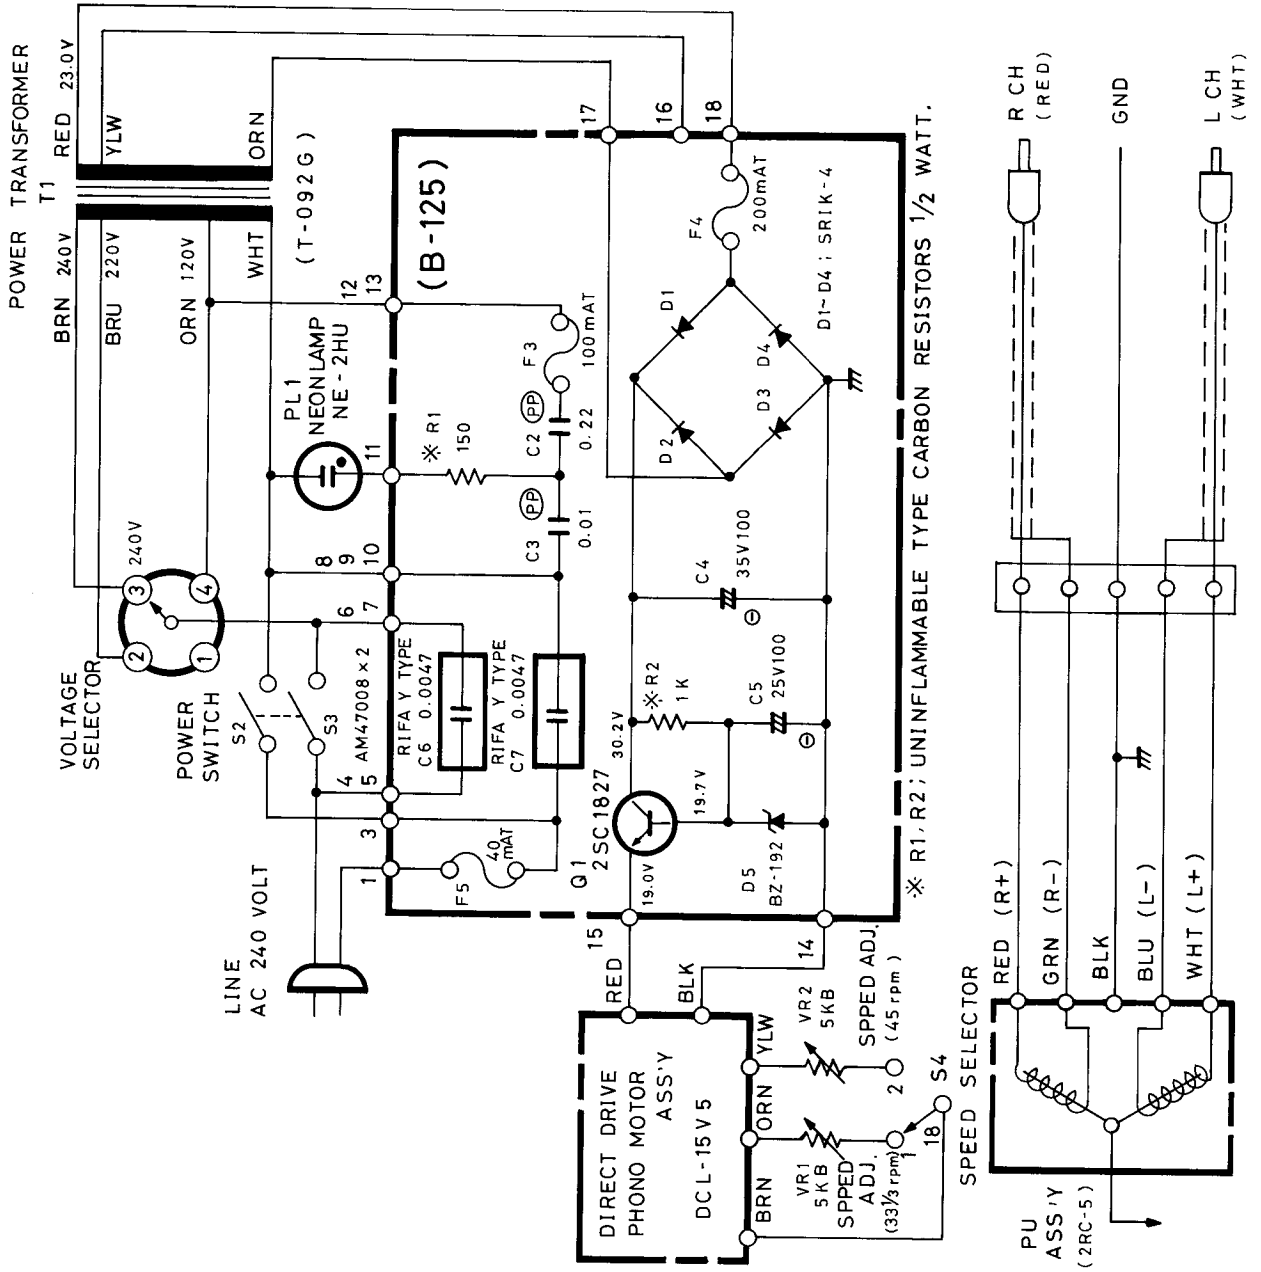 POWER TRANSFORMER
T1
RED 23.0V
YLW
ORN
(T-092G)
BRN 240V
BRU 220V
ORN 120V
WHT
VOLTAGE
SELECTOR
240V
1
2
3
4
POWER
SWITCH
S2
S3
LINE
AC 240 VOLT
PL1
NEON LAMP
NE-2HU
(B-125)
1
3
4
5
6
7
8
9
10
11
12
13
17
16
18
AM47008×2
RIFA Y TYPE
C6 0.0047
RIFA Y TYPE
C7 0.0047
F5
40
mAT
※ R1
150
C3
PP
0.01
C2
PP
0.22
F3
100mAT
F4
200mAT
D1
D2
D3
D4
D1~D4; SRIK-4
C4
35V100
⊖
※R2
1K
C5
25V100
⊖
30.2V
19.7V
19.0V
Q1
2SC1827
D5
BZ-192
15
14
※ R1, R2; UNINFLAMMABLE TYPE CARBON RESISTORS 1/2 WATT.
RED
BLK
DIRECT DRIVE
PHONO MOTOR
ASS'Y
DCL-15V5
YLW
ORN
BRN
VR2
5KB
SPPED ADJ.
(45rpm)
VR1
5KB
SPPED
ADJ.
(33 1/3 rpm)
2
1
18
S4
SPEED SELECTOR
RED (R+)
GRN (R-)
BLK
BLU (L-)
WHT (L+)
PU
ASS'Y
(2RC-5)
R CH
(RED)
GND
L CH
(WHT)